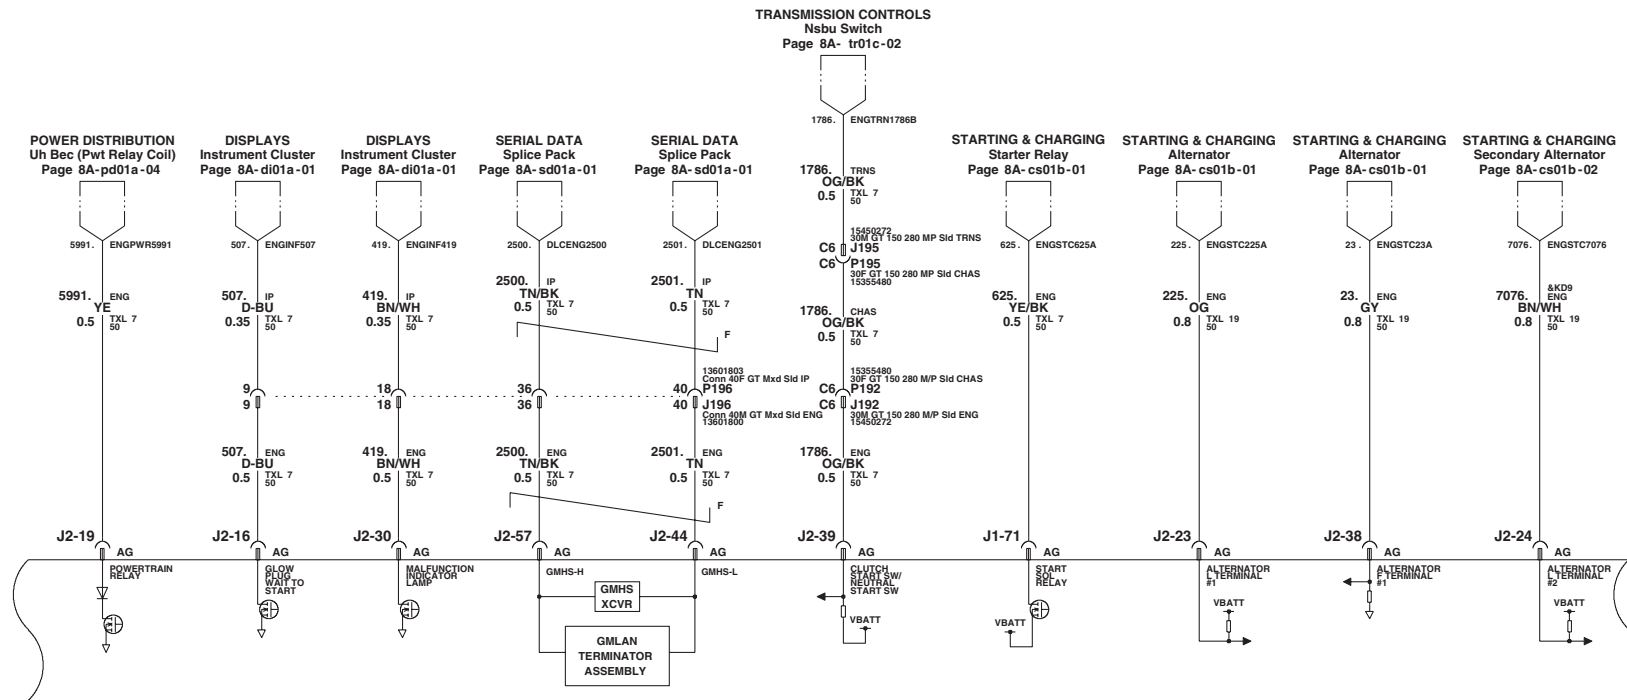 TRANSMISSION CONTROLS
Nsbu Switch
Page 8A- tr01c-02
1786. ENGTRN1786B
POWER DISTRIBUTION
Uh Bec (Pwt Relay Coil)
Page 8A-pd01a-04
DISPLAYS
Instrument Cluster
Page 8A-di01a-01
DISPLAYS
Instrument Cluster
Page 8A-di01a-01
SERIAL DATA
Splice Pack
Page 8A-sd01a-01
SERIAL DATA
Splice Pack
Page 8A-sd01a-01
STARTING & CHARGING
Starter Relay
Page 8A-cs01b-01
STARTING & CHARGING
Alternator
Page 8A-cs01b-01
STARTING & CHARGING
Alternator
Page 8A-cs01b-01
STARTING & CHARGING
Secondary Alternator
Page 8A-cs01b-02
1786. TRNS
OG/BK
0.5 TXL 7
50
5991. ENGPWR5991
507. ENGINF507
419. ENGINF419
2500. DLCENG2500
2501. DLCENG2501
15450272
30M GT 150 280 MP Sld TRNS
C6 J195
C6 P195
30F GT 150 280 MP Sld CHAS
15355480
625. ENGSTC625A
225. ENGSTC225A
23 . ENGSTC23A
7076. ENGSTC7076
5991. ENG
YE
0.5 TXL 7
50
507. IP
D-BU
0.35 TXL 7
50
419. IP
BN/WH
0.35 TXL 7
50
2500. IP
TN/BK
0.5 TXL 7
50
2501. IP
TN
0.5 TXL 7
50
F
1786. CHAS
OG/BK
0.5 TXL 7
50
625. ENG
YE/BK
0.5 TXL 7
50
225. ENG
OG
0.8 TXL 19
50
23. ENG
GY
0.8 TXL 19
50
&KD9
7076. ENG
BN/WH
0.8 TXL 19
50
9
9
18
18
36
36
13601803
Conn 40F GT Mxd Sld IP
40 P196
40 J196
Conn 40M GT Mxd Sld ENG
13601800
15355480
30F GT 150 280 M/P Sld CHAS
C6 P192
C6 J192
30M GT 150 280 M/P Sld ENG
15450272
507. ENG
D-BU
0.5 TXL 7
50
419. ENG
BN/WH
0.5 TXL 7
50
2500. ENG
TN/BK
0.5 TXL 7
50
2501. ENG
TN
0.5 TXL 7
50
F
1786. ENG
OG/BK
0.5 TXL 7
50
J2-19 AG
J2-16 AG
J2-30 AG
J2-57 AG
J2-44 AG
J2-39 AG
J1-71 AG
J2-23 AG
J2-38 AG
J2-24 AG
POWERTRAIN
RELAY
GLOW
PLUG
WAIT TO
START
MALFUNCTION
INDICATOR
LAMP
GMHS-H
GMHS-L
CLUTCH
START SW/
NEUTRAL
START SW
START
SOL
RELAY
ALTERNATOR
L TERMINAL
#1
ALTERNATOR
F TERMINAL
#1
ALTERNATOR
L TERMINAL
#2
GMHS
XCVR
GMLAN
TERMINATOR
ASSEMBLY
VBATT
VBATT
VBATT
VBATT